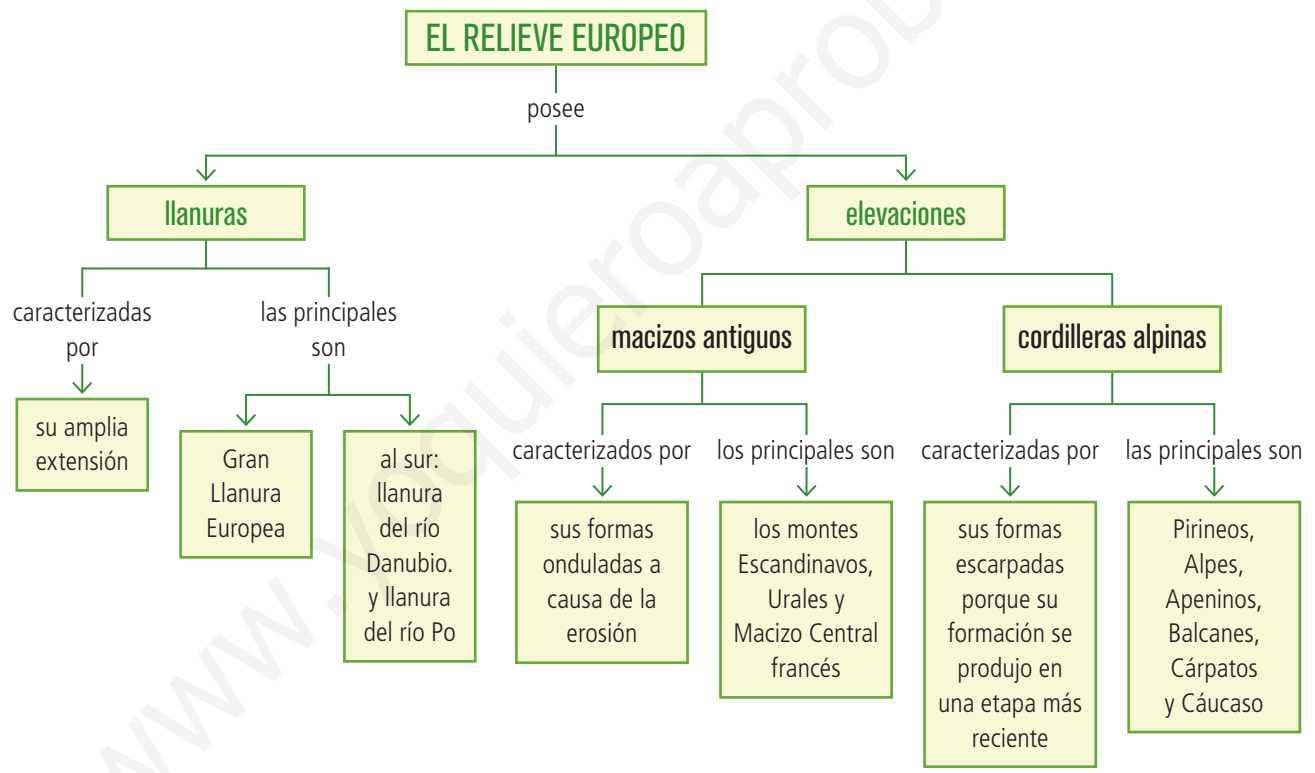 EL RELIEVE EUROPEO
posee
llanuras
caracterizadas
por
su amplia
extensión
las principales
son
Gran
Llanura
Europea
al sur:
llanura
del río
Danubio.
y llanura
del río Po
elevaciones
macizos antiguos
caracterizados por
sus formas
onduladas a
causa de la
erosión
los principales son
los montes
Escandinavos,
Urales y
Macizo Central
francés
cordilleras alpinas
caracterizadas por
sus formas
escarpadas
porque su
formación se
produjo en
una etapa más
reciente
las principales son
Pirineos,
Alpes,
Apeninos,
Balcanes,
Cárpatos
y Cáucaso
www.yoquieroaprob